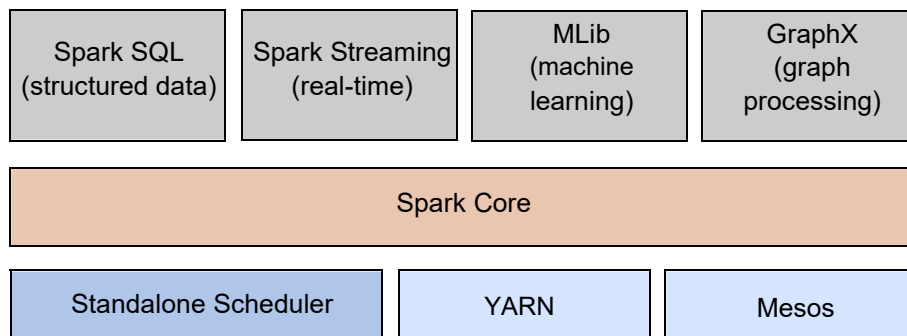 Spark SQL
(structured data)
Spark Streaming
(real-time)
MLib
(machine
learning)
GraphX
(graph
processing)
Spark Core
Standalone Scheduler
YARN
Mesos